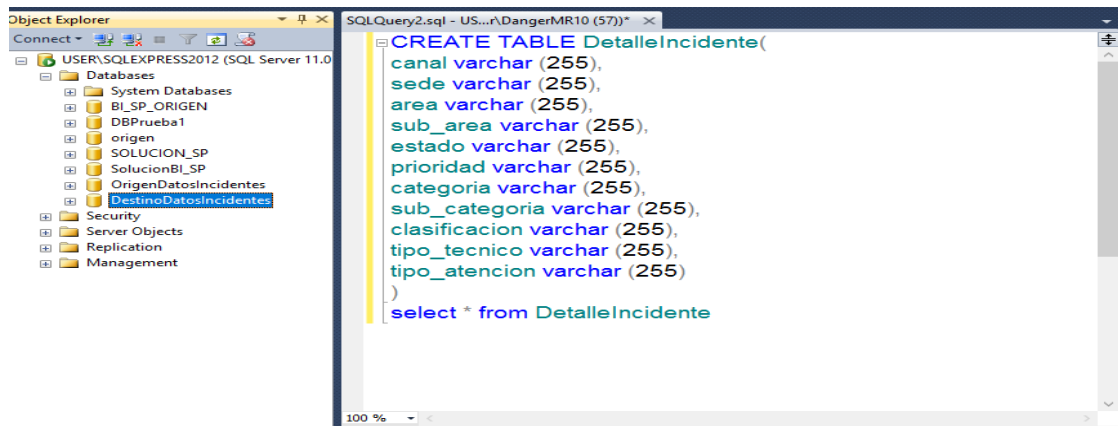 Object Explorer
Connect
USER\SQLEXPRESS2012 (SQL Server 11.0
Databases
System Databases
BI_SP_ORIGEN
DBPrueba1
origen
SOLUCION_SP
SolucionBI_SP
OrigenDatosIncidentes
DestinoDatosIncidentes
Security
Server Objects
Replication
Management
SQLQuery2.sql - US...r\DangerMR10 (57))*
CREATE TABLE DetalleIncidente(
canal varchar (255),
sede varchar (255),
area varchar (255),
sub_area varchar (255),
estado varchar (255),
prioridad varchar (255),
categoria varchar (255),
sub_categoria varchar (255),
clasificacion varchar (255),
tipo_tecnico varchar (255),
tipo_atencion varchar (255)
)
select * from DetalleIncidente
100 %